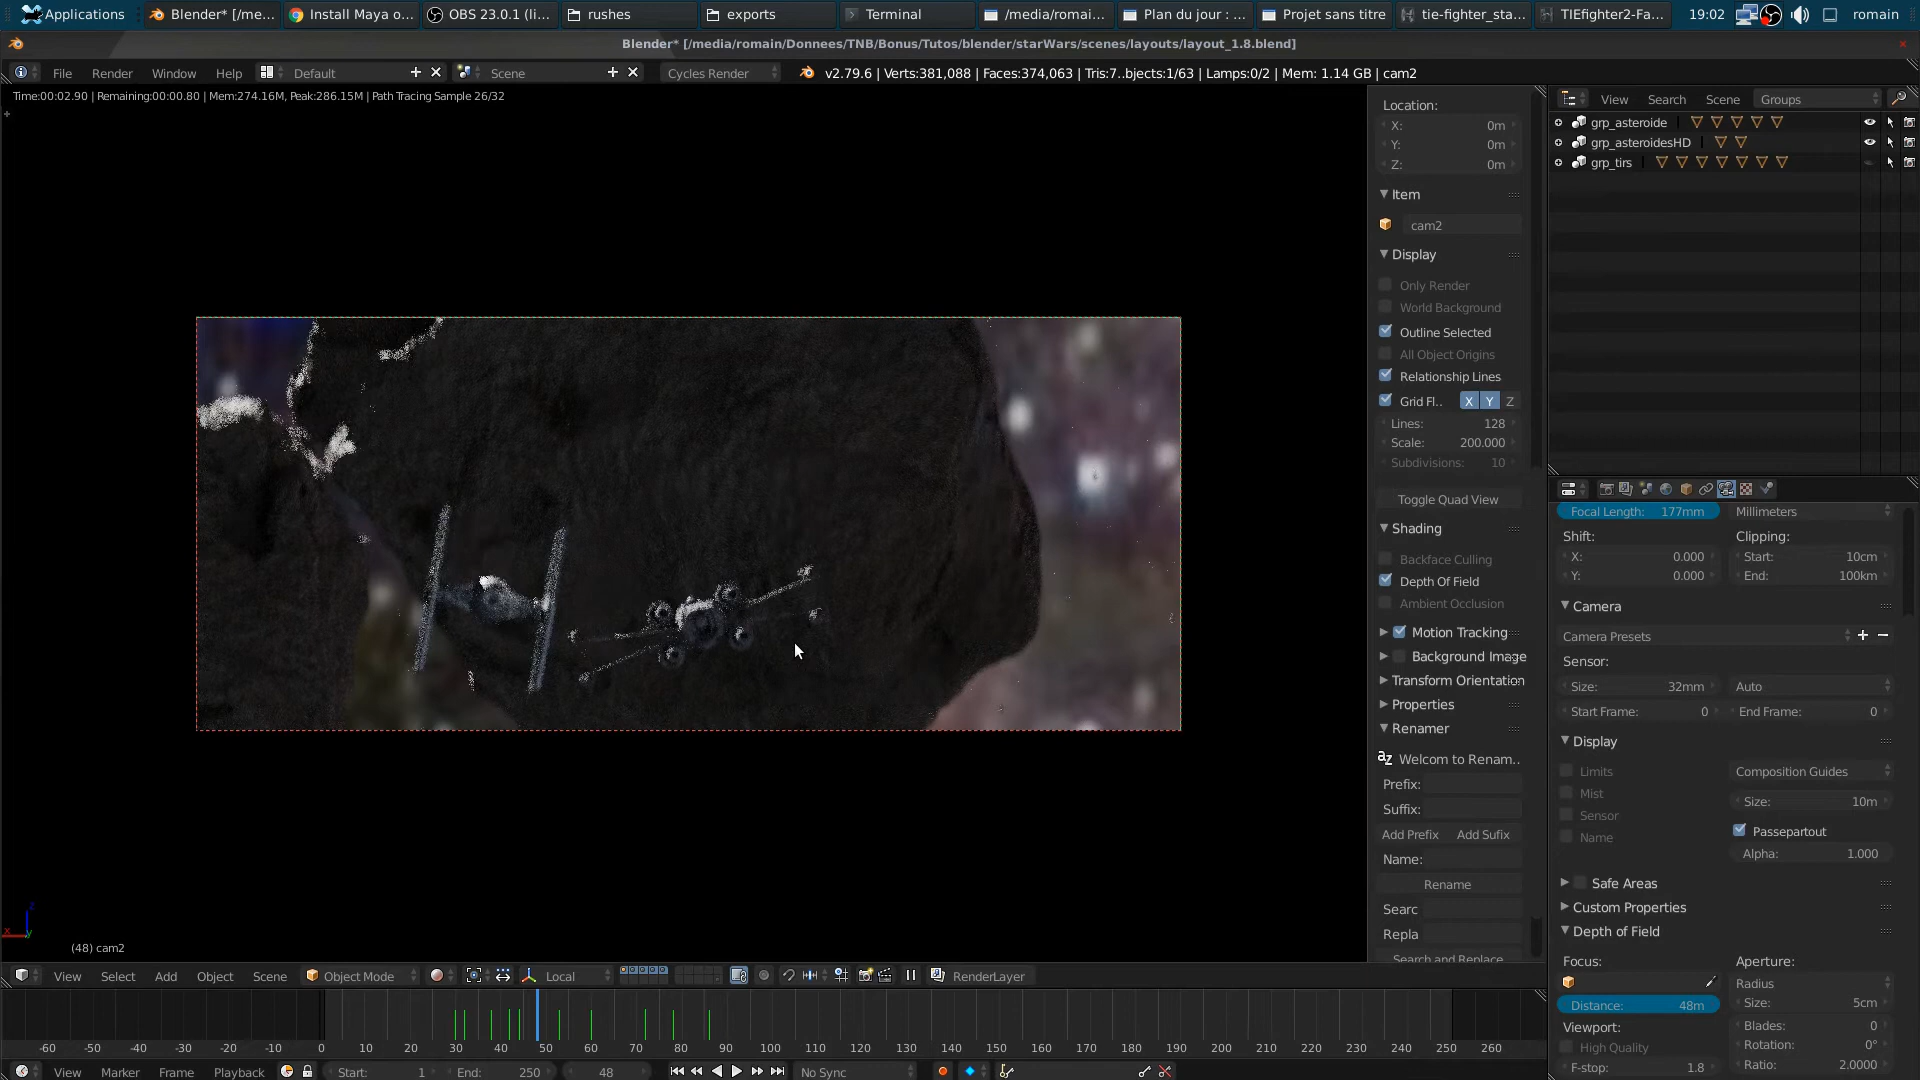 Applications
Blender* [/me...
Install Maya o...
OBS 23.0.1 (li...
rushes
exports
Terminal
/media/romai...
Plan du jour : ...
Projet sans titre
tie-fighter_sta...
TIEfighter2-Fa...
19:02
romain
Blender* [/media/romain/Donnees/TNB/Bonus/Tutos/blender/starWars/scenes/layouts/layout_1.8.blend]
File
Render
Window
Help
Default
Scene
Cycles Render
v2.79.6 | Verts:381,088 | Faces:374,063 | Tris:7..bjects:1/63 | Lamps:0/2 | Mem: 1.14 GB | cam2
Time:00:02.90 | Remaining:00:00.80 | Mem:274.16M, Peak:286.15M | Path Tracing Sample 26/32
Location:
X: 0m
Y: 0m
Z: 0m
Item
cam2
Display
Only Render
World Background
Outline Selected
All Object Origins
Relationship Lines
Grid Fl.. X Y Z
Lines: 128
Scale: 200.000
Subdivisions: 10
Toggle Quad View
Shading
Backface Culling
Depth Of Field
Ambient Occlusion
Motion Tracking
Background Image
Transform Orientation
Properties
Renamer
Welcom to Renam..
Prefix:
Suffix:
Add Prefix Add Sufix
Name:
Rename
Searc
Repla
Search and Replace
View Search Scene Groups
grp_asteroide
grp_asteroidesHD
grp_tirs
Focal Length: 177mm Millimeters
Shift: Clipping:
X: 0.000 Start: 10cm
Y: 0.000 End: 100km
Camera
Camera Presets
Sensor:
Size: 32mm Auto
Start Frame: 0 End Frame: 0
Display
Limits Composition Guides
Mist Size: 10m
Sensor
Name
Passepartout
Alpha: 1.000
Safe Areas
Custom Properties
Depth of Field
Focus: Aperture:
Radius
Distance: 48m Size: 5cm
Viewport: Blades: 0
High Quality Rotation: 0°
F-stop: 1.8 Ratio: 2.0000
x z y
(48) cam2
View Select Add Object Scene Object Mode Local RenderLayer
-60 -50 -40 -30 -20 -10 0 10 20 30 40 50 60 70 80 90 100 110 120 130 140 150 160 170 180 190 200 210 220 230 240 250 260
View Marker Frame Playback Start: 1 End: 250 48 No Sync